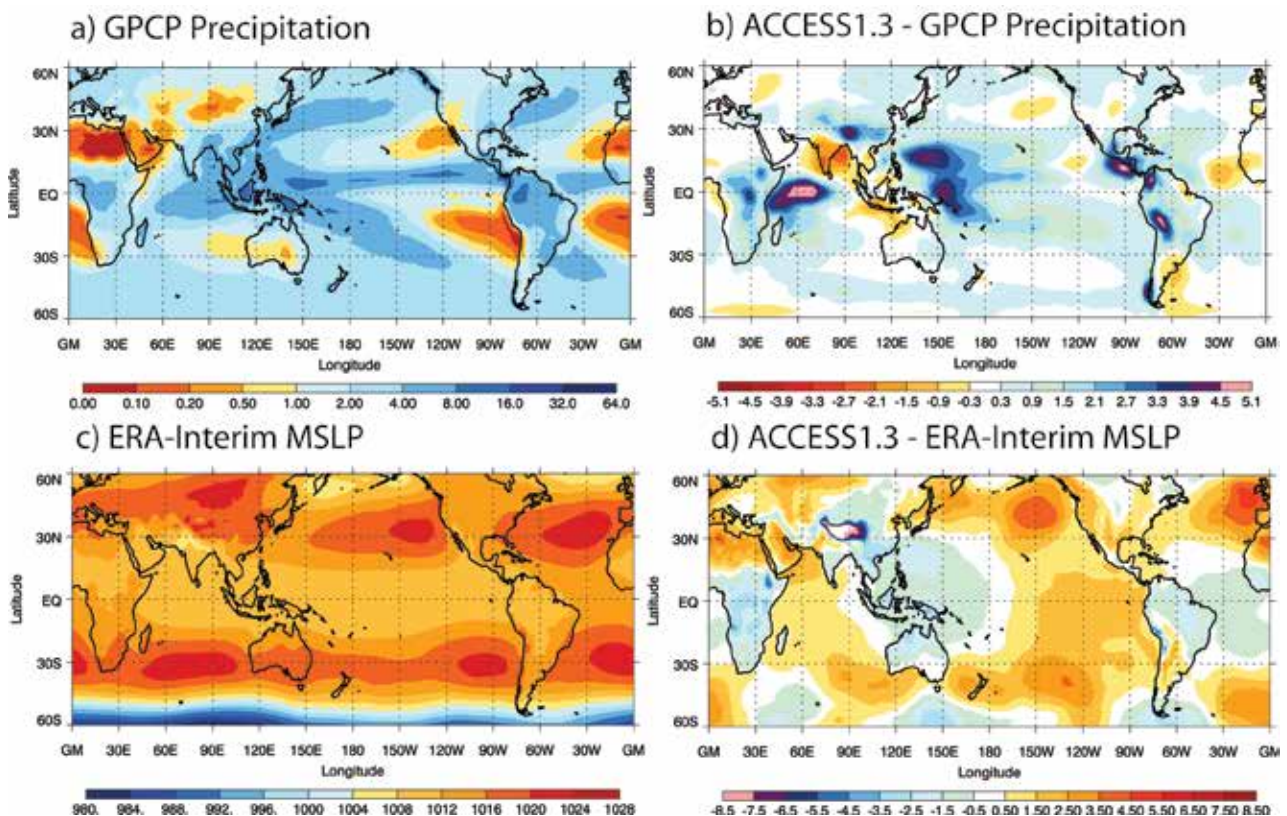 a) GPCP Precipitation
60N
30N
EQ
30S
60S
Latitude
GM 30E 60E 90E 120E 150E 180 150W 120W 90W 60W 30W GM
Longitude
0.00 0.10 0.20 0.50 1.00 2.00 4.00 8.00 16.0 32.0 64.0
b) ACCESS1.3 - GPCP Precipitation
60N
30N
EQ
30S
60S
Latitude
GM 30E 60E 90E 120E 150E 180 150W 120W 90W 60W 30W GM
Longitude
-5.1 -4.5 -3.9 -3.3 -2.7 -2.1 -1.5 -0.9 -0.3 0.3 0.9 1.5 2.1 2.7 3.3 3.9 4.5 5.1
c) ERA-Interim MSLP
60N
30N
EQ
30S
60S
Latitude
GM 30E 60E 90E 120E 150E 180 150W 120W 90W 60W 30W GM
Longitude
980. 984. 988. 992. 996. 1000 1004 1008 1012 1016 1020 1024 1028
d) ACCESS1.3 - ERA-Interim MSLP
60N
30N
EQ
30S
60S
Latitude
GM 30E 60E 90E 120E 150E 180 150W 120W 90W 60W 30W GM
Longitude
-8.5 -7.5 -6.5 -5.5 -4.5 -3.5 -2.5 -1.5 -0.5 0.50 1.50 2.50 3.50 4.50 5.50 6.50 7.50 8.50